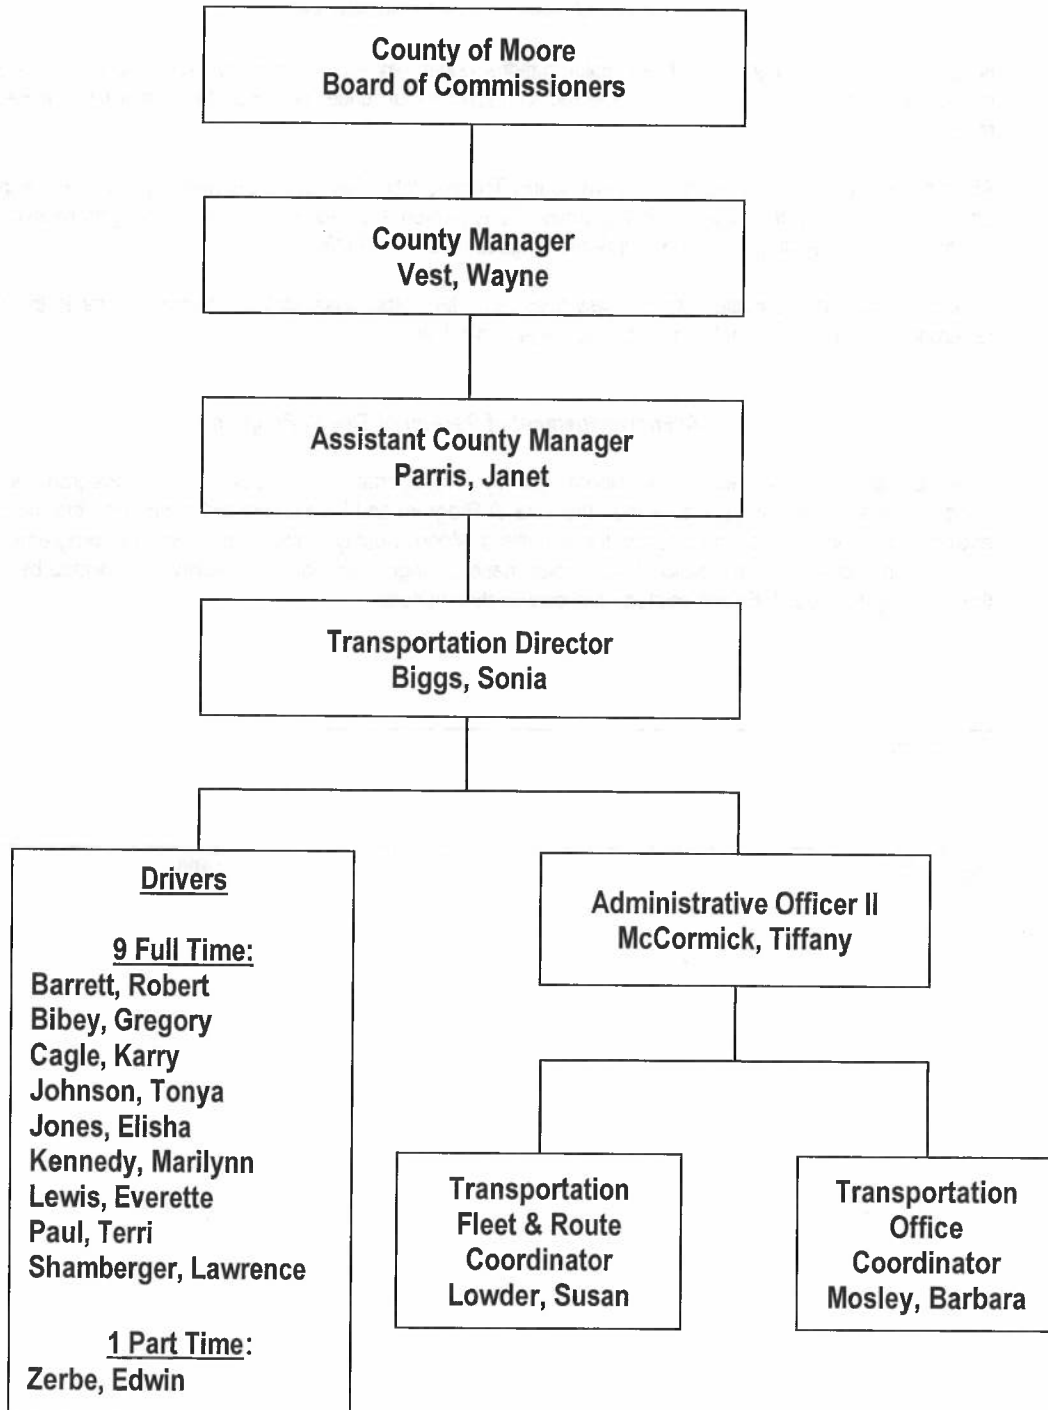 County of Moore
Board of Commissioners
County Manager
Vest, Wayne
Assistant County Manager
Parris, Janet
Transportation Director
Biggs, Sonia
Drivers
9 Full Time:
Barrett, Robert
Bibey, Gregory
Cagle, Karry
Johnson, Tonya
Jones, Elisha
Kennedy, Marilynn
Lewis, Everette
Paul, Terri
Shamberger, Lawrence
1 Part Time:
Zerbe, Edwin
Administrative Officer II
McCormick, Tiffany
Transportation
Fleet & Route
Coordinator
Lowder, Susan
Transportation
Office
Coordinator
Mosley, Barbara